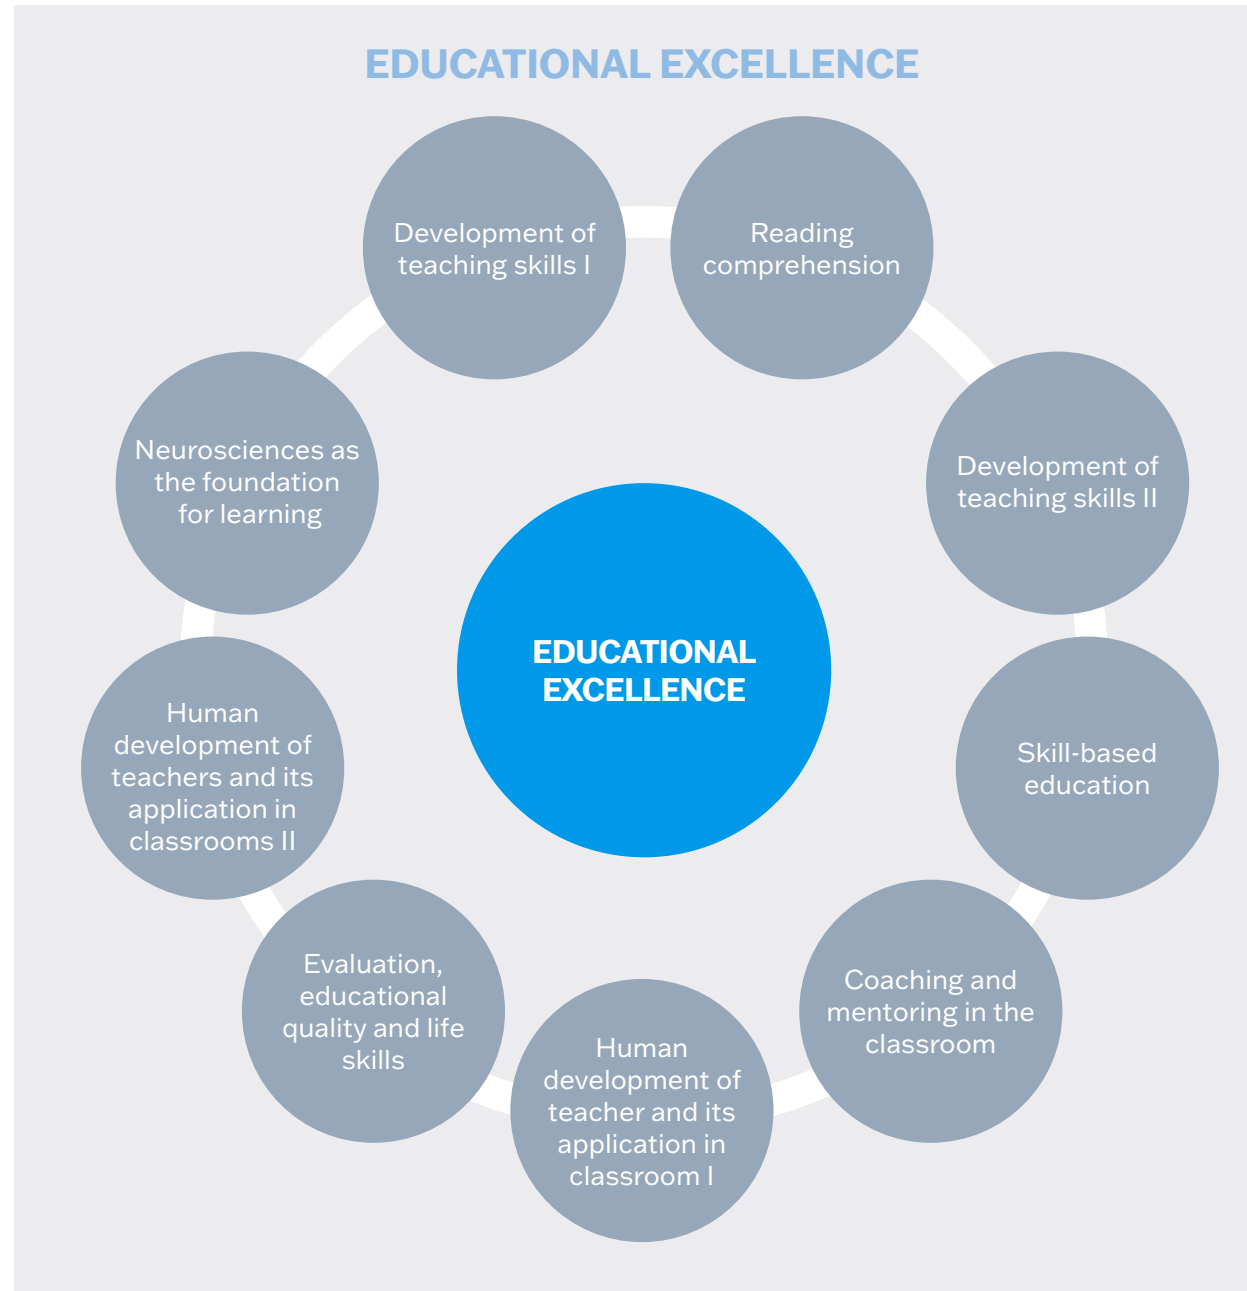 EDUCATIONAL EXCELLENCE
Development of
teaching skills I
Reading
comprehension
Neurosciences as
the foundation
for learning
Development of
teaching skills II
EDUCATIONAL
EXCELLENCE
Human
development of
teachers and its
application in
classrooms II
Skill-based
education
Evaluation,
educational
quality and life
skills
Coaching and
mentoring in the
classroom
Human
development of
teacher and its
application in
classroom I